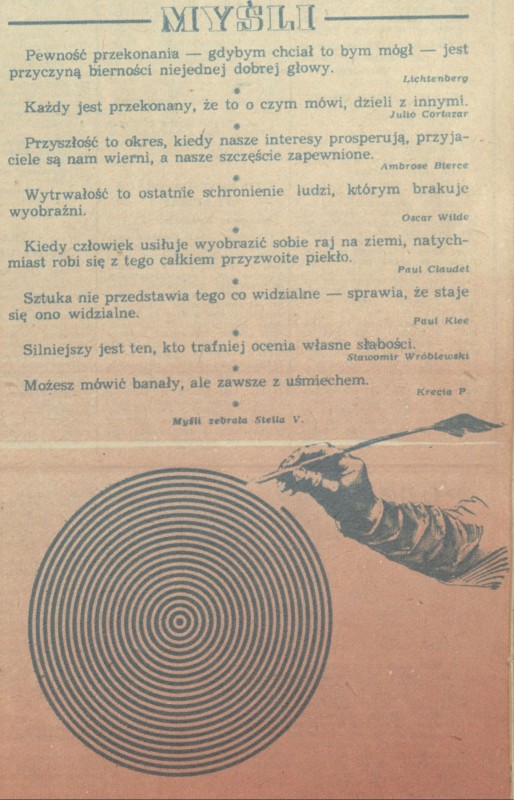 MYŚLI
Pewność przekonania — gdybym chciał to bym mógł — jest
przyczyną bierności niejednej dobrej głowy.
Lichtenberg
Każdy jest przekonany, że to o czym mówi, dzieli z innymi.
Julio Cortazar
Przyszłość to okres, kiedy nasze interesy prosperują, przyja-
ciele są nam wierni, a nasze szczęście zapewnione.
Ambrose Bierce
Wytrwałość to ostatnie schronienie ludzi, którym brakuje
wyobraźni.
Oscar Wilde
Kiedy człowiek usiłuje wyobrazić sobie raj na ziemi, natych-
miast robi się z tego całkiem przyzwoite piekło.
Paul Claudel
Sztuka nie przedstawia tego co widzialne — sprawia, że staje
się ono widzialne.
Paul Klee
Silniejszy jest ten, kto trafniej ocenia własne słabości.
Sławomir Wróblewski
Możesz mówić banały, ale zawsze z uśmiechem.
Krecia P.
Myśli zebrała Stella V.